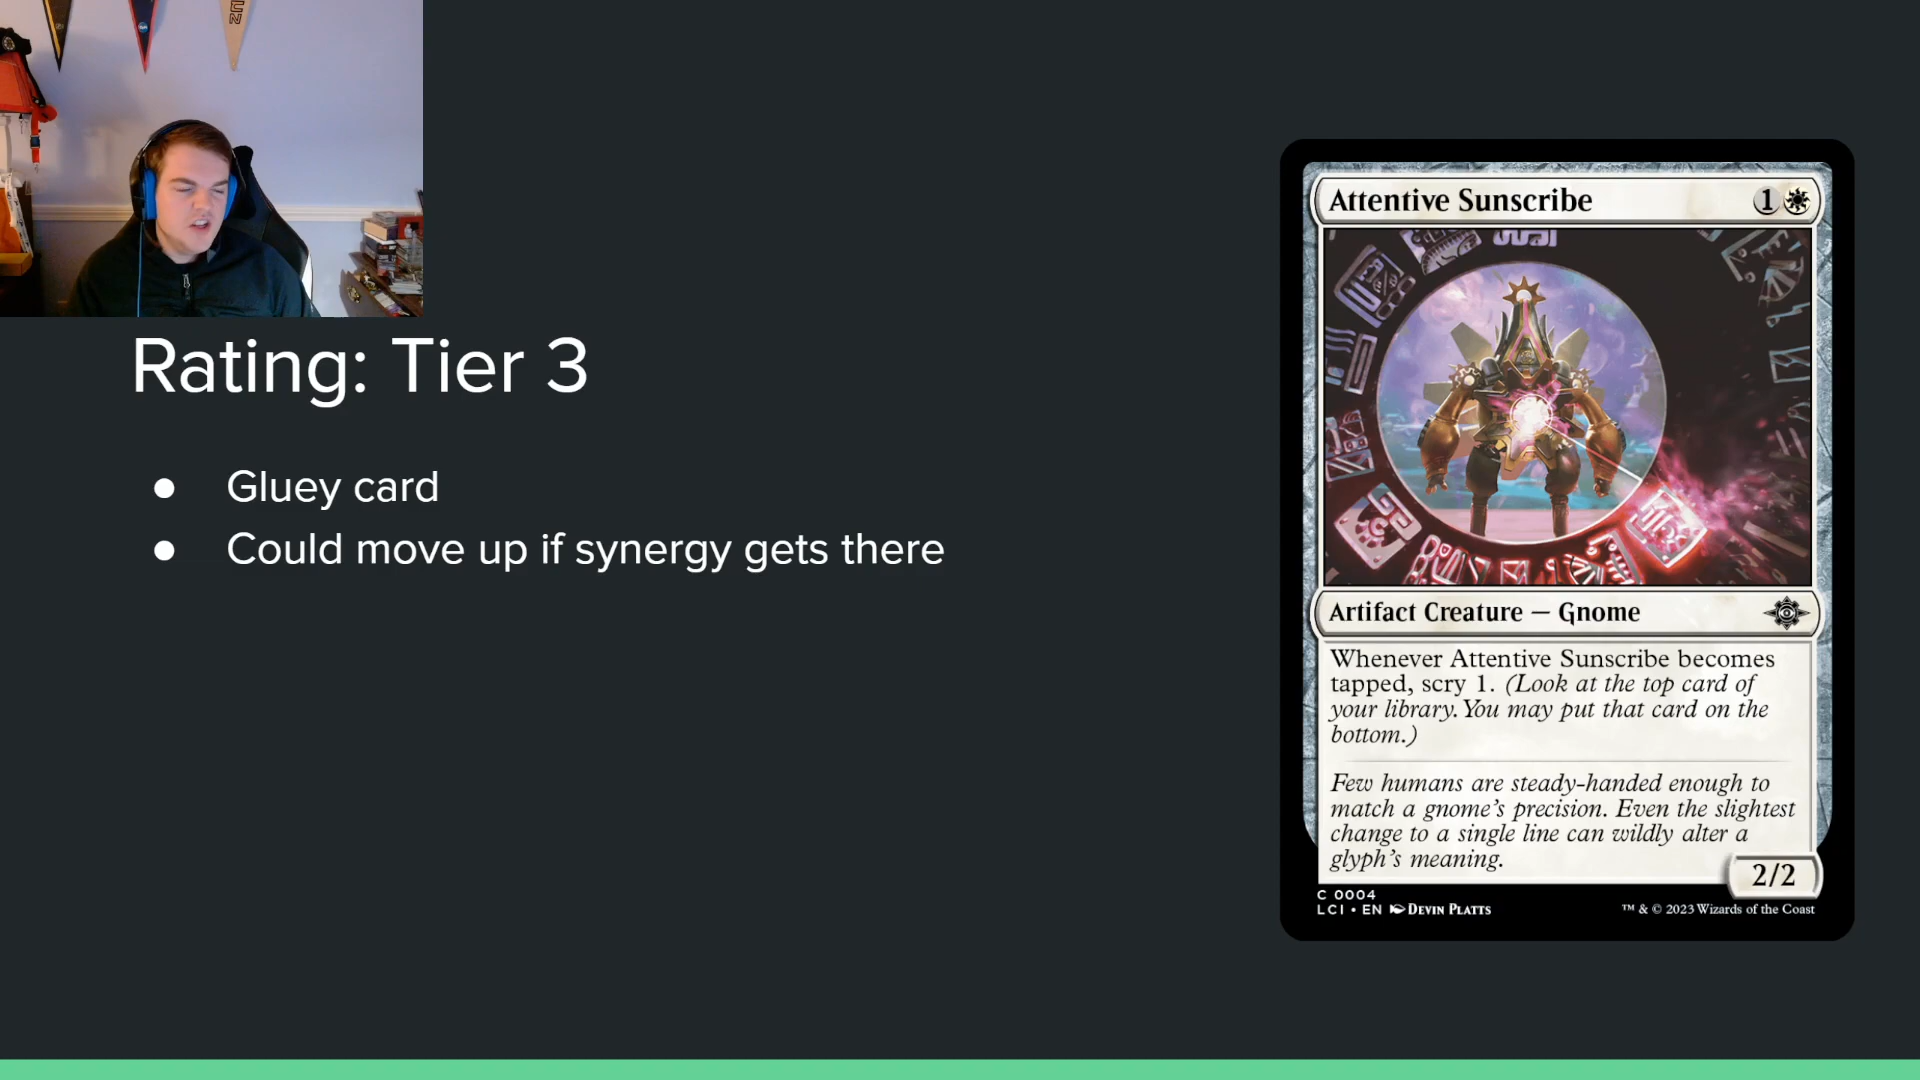 Rating: Tier 3
● Gluey card
● Could move up if synergy gets there
Attentive Sunscribe 1
Artifact Creature — Gnome
Whenever Attentive Sunscribe becomes
tapped, scry 1. (Look at the top card of
your library. You may put that card on the
bottom.)
Few humans are steady-handed enough to
match a gnome's precision. Even the slightest
change to a single line can wildly alter a
glyph's meaning.
2/2
C 0004
LCI • EN DEVIN PLATTS
™ & © 2023 Wizards of the Coast